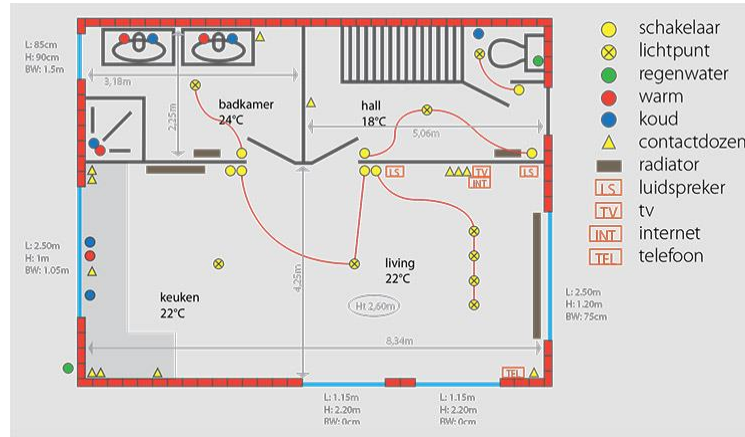 L: 85cm
H: 90cm
BW: 1.5m
3,18m
2,25m
badkamer
24°C
hall
18°C
5,06m
LS
TV
INT
LS
L: 2.50m
H: 1m
BW: 1.05m
4,25m
living
22°C
keuken
22°C
Ht 2,60m
8,34m
TEL
L: 2.50m
H: 1.20m
BW: 75cm
L: 1.15m
H: 2.20m
BW: 0cm
L: 1.15m
H: 2.20m
BW: 0cm
schakelaar
lichtpunt
regenwater
warm
koud
contactdozen
radiator
LS luidspreker
TV tv
INT internet
TEL telefoon